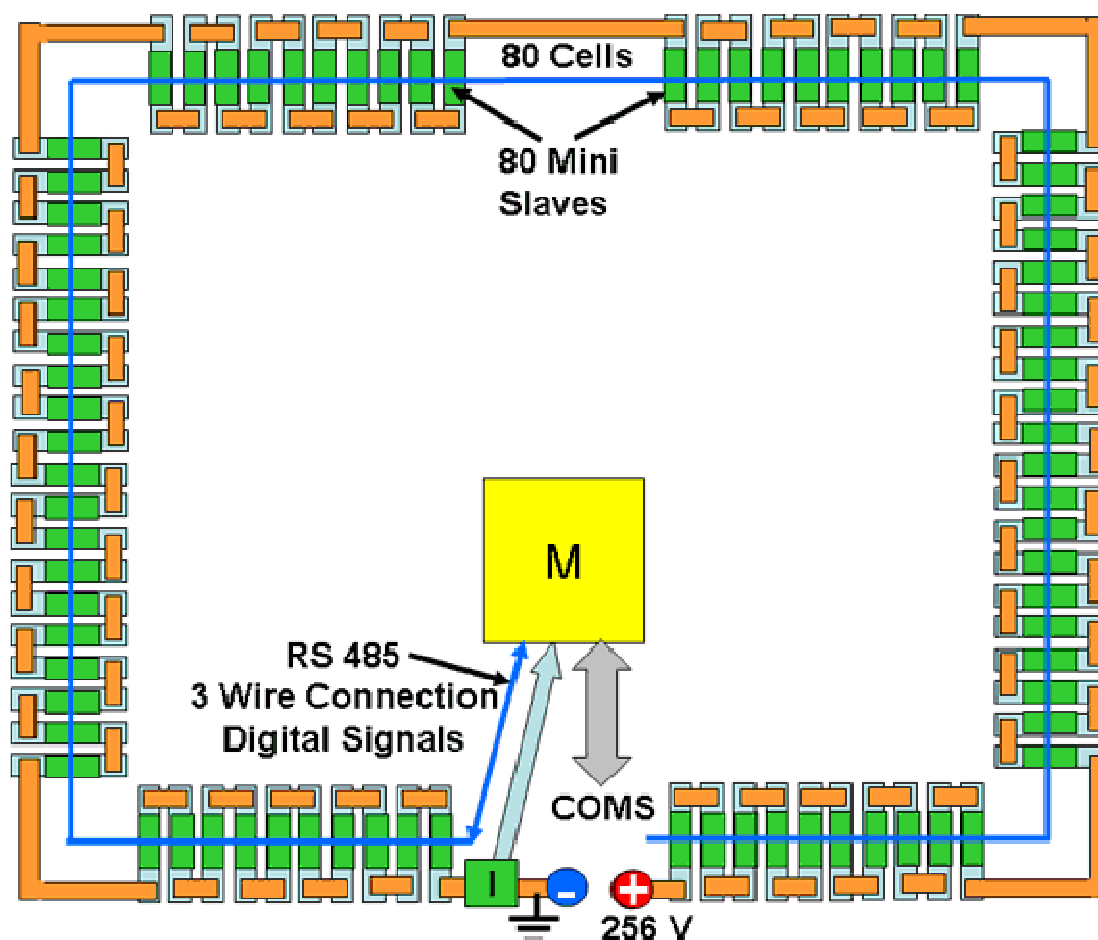 80 Cells
80 Mini
Slaves
M
RS 485
3 Wire Connection
Digital Signals
COMS
I
-
+
256 V